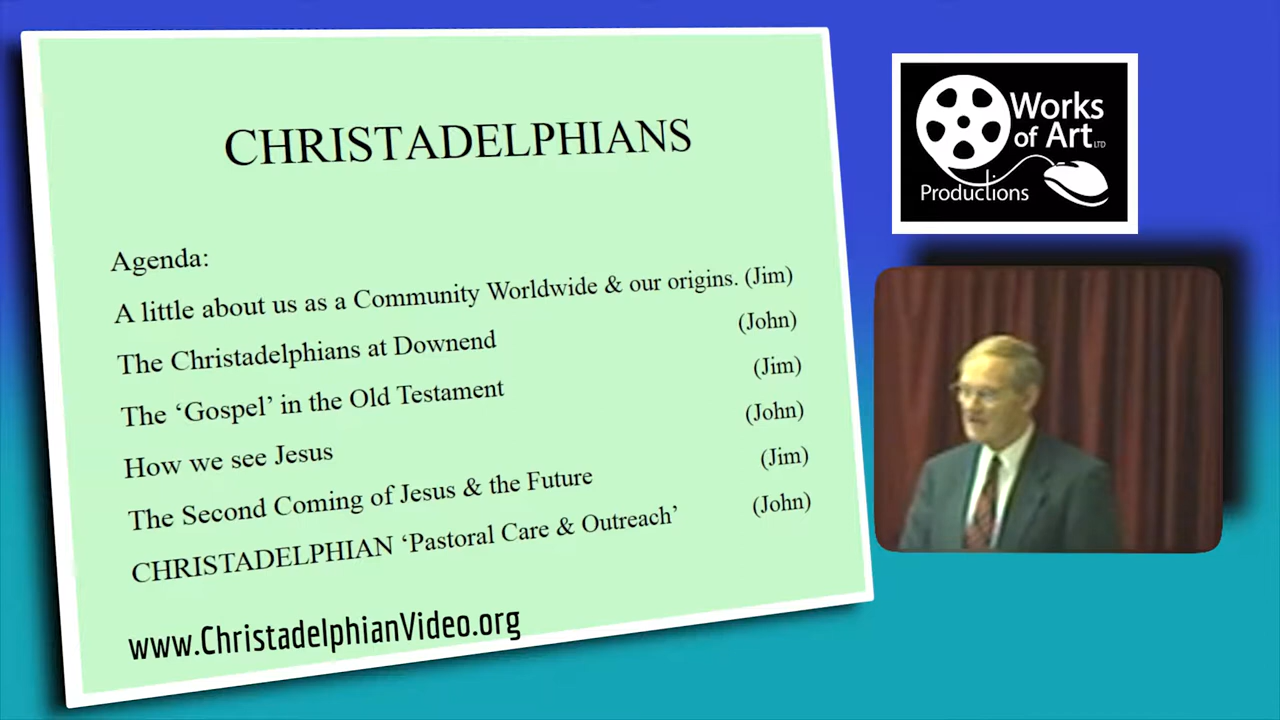 CHRISTADELPHIANS
Agenda:
A little about us as a Community Worldwide & our origins. (Jim)
The Christadelphians at Downend (John)
The ‘Gospel’ in the Old Testament (Jim)
How we see Jesus (John)
The Second Coming of Jesus & the Future (Jim)
CHRISTADELPHIAN ‘Pastoral Care & Outreach’ (John)
www.ChristadelphianVideo.org
Works
of Art LTD
Productions